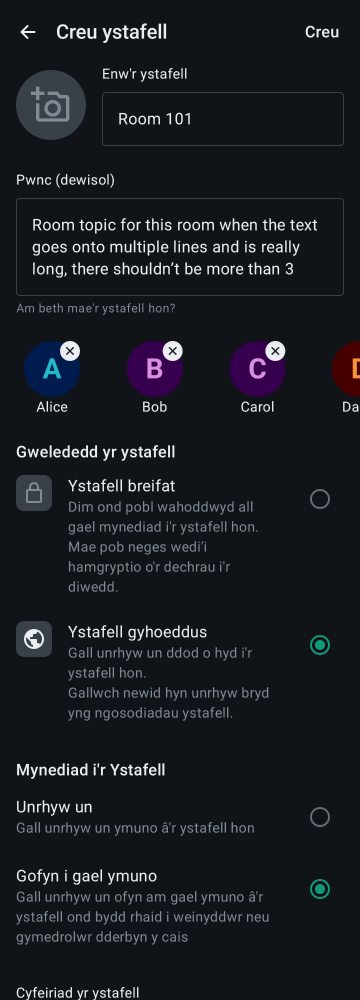 Creu ystafell
Creu
Enw'r ystafell
Room 101
Pwnc (dewisol)
Room topic for this room when the text
goes onto multiple lines and is really
long, there shouldn’t be more than 3
Am beth mae'r ystafell hon?
A
B
C
Alice
Bob
Carol
Da
Gwelededd yr ystafell
Ystafell breifat
Dim ond pobl wahoddwyd all
gael mynediad i'r ystafell hon.
Mae pob neges wedi'i
hamgryptio o'r dechrau i'r
diwedd.
Ystafell gyhoeddus
Gall unrhyw un ddod o hyd i'r
ystafell hon.
Gallwch newid hyn unrhyw bryd
yng ngosodiadau ystafell.
Mynediad i'r Ystafell
Unrhyw un
Gall unrhyw un ymuno â'r ystafell hon
Gofyn i gael ymuno
Gall unrhyw un ofyn am gael ymuno â'r
ystafell ond bydd rhaid i weinyddwr neu
gymedrolwr dderbyn y cais
Cyfeiriad yr ystafell